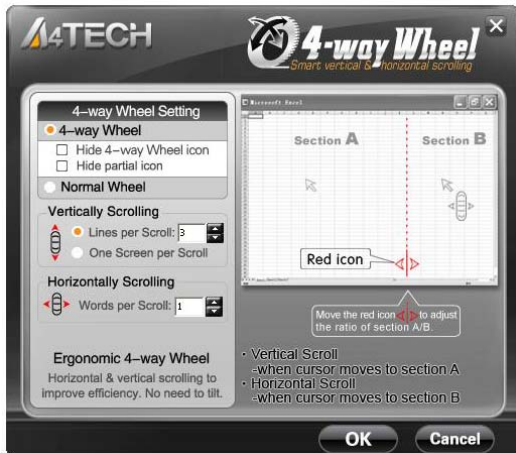 A4TECH
4-way Wheel
Smart vertical & horizontal scrolling
4-way Wheel Setting
4-way Wheel
Hide 4-way Wheel icon
Hide partial icon
Normal Wheel
Vertically Scrolling
Lines per Scroll: 3
One Screen per Scroll
Horizontally Scrolling
Words per Scroll: 1
Ergonomic 4-way Wheel
Horizontal & vertical scrolling to
improve efficiency. No need to tilt.
Microsoft Excel
Section A
Section B
Red icon
Move the red icon to adjust
the ratio of section A/B.
· Vertical Scroll
-when cursor moves to section A
· Horizontal Scroll
-when cursor moves to section B
OK
Cancel